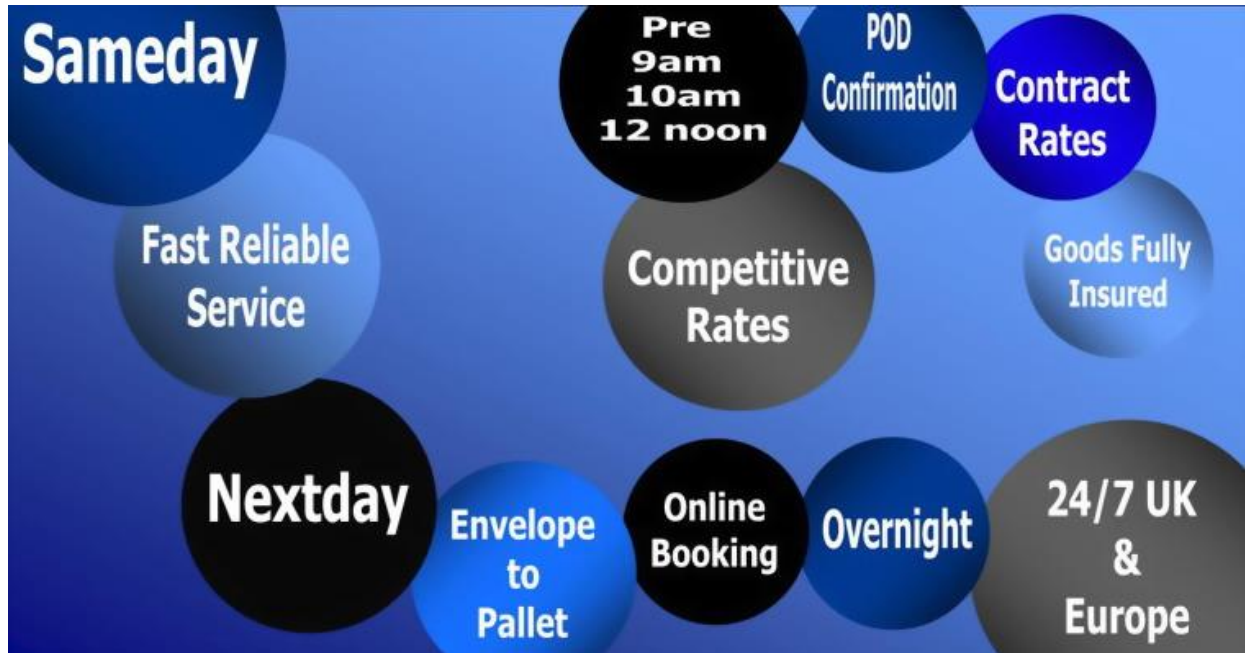 Sameday
Pre
9am
10am
12 noon
POD
Confirmation
Contract
Rates
Fast Reliable
Service
Competitive
Rates
Goods Fully
Insured
Nextday
Envelope
to
Pallet
Online
Booking
Overnight
24/7 UK
&
Europe